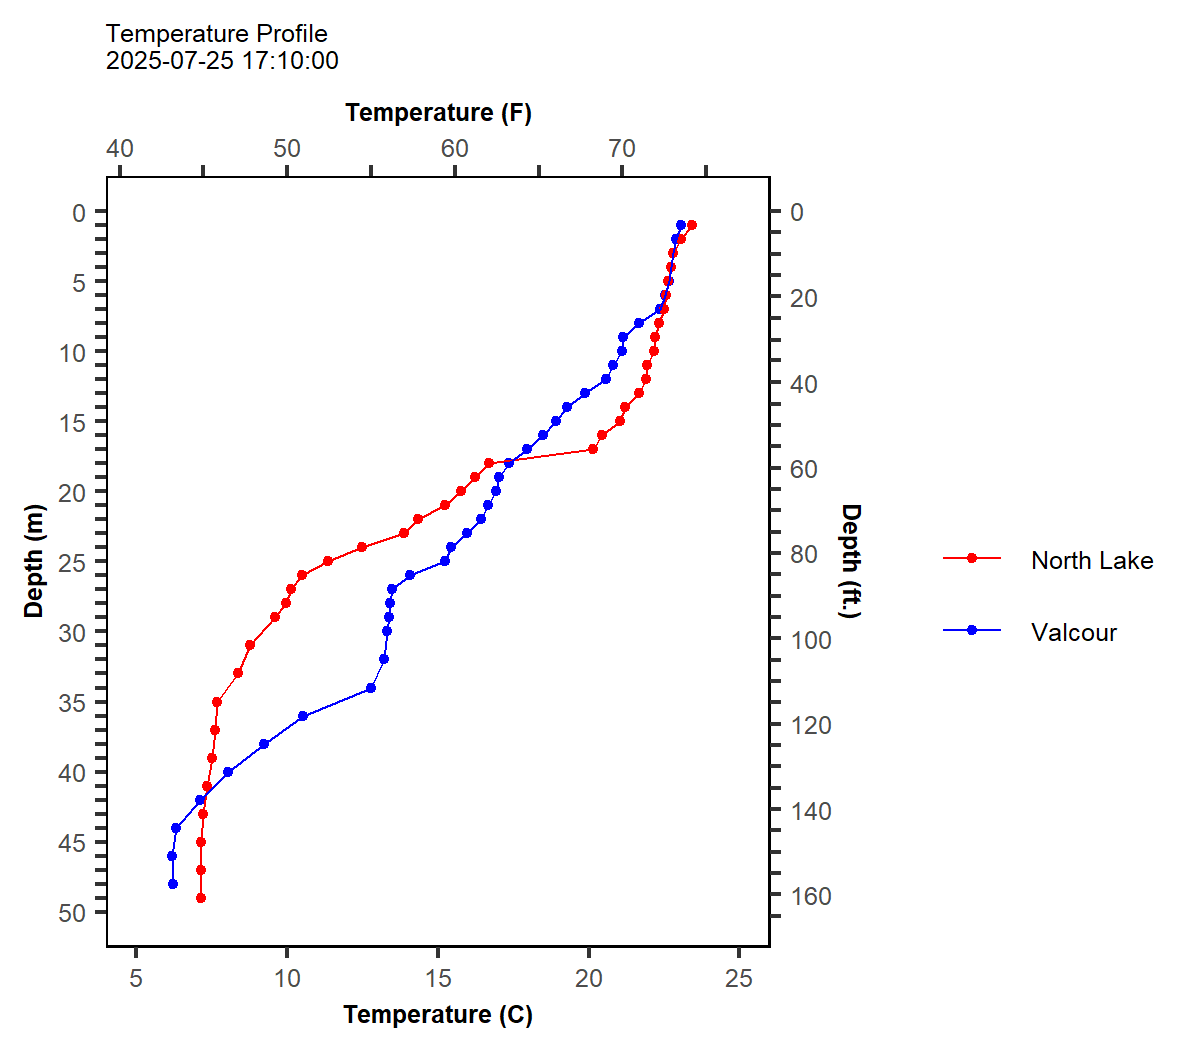 Temperature Profile
2025-07-25 17:10:00
Temperature (F)
40 50 60 70
0 0
5
20
10
40
15
60
20
80
25
Depth (m)
Depth (ft.)
North Lake
30
100
Valcour
35
120
40
140
45
160
50
5 10 15 20 25
Temperature (C)